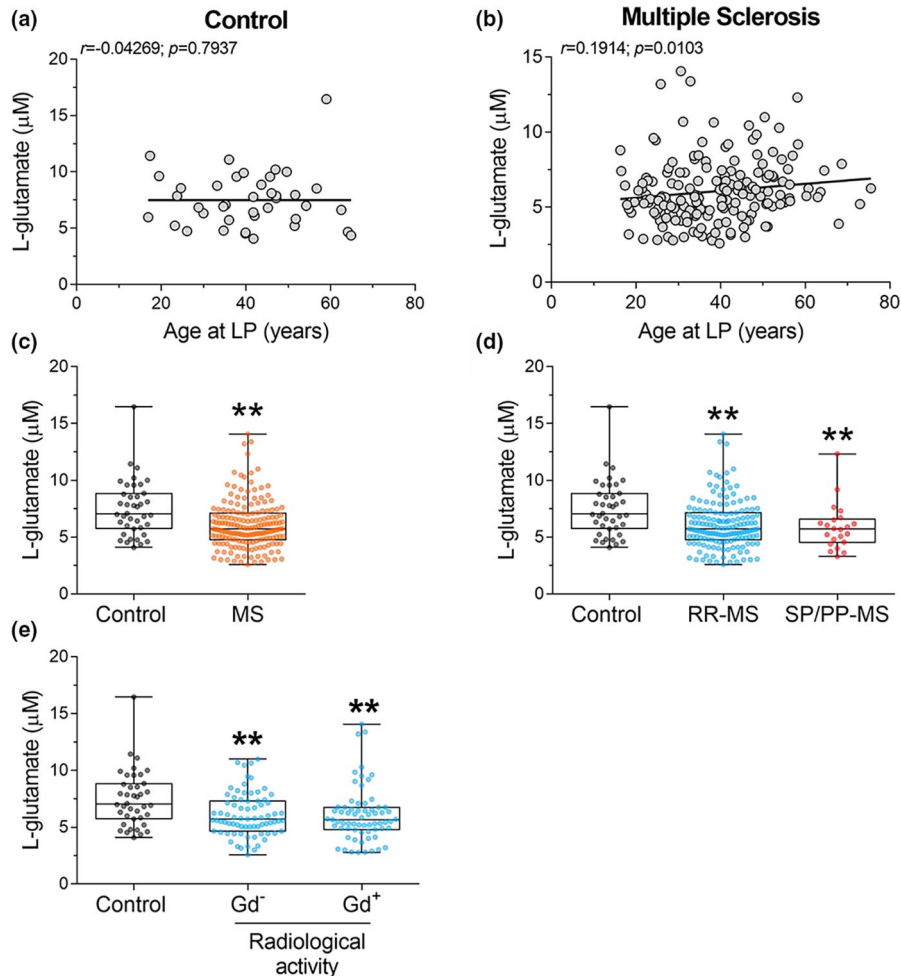 (a)
Control
r=-0.04269; p=0.7937
20
15
10
5
0
L-glutamate (μM)
0 20 40 60 80
Age at LP (years)
(b)
Multiple Sclerosis
r=0.1914; p=0.0103
15
10
5
0
L-glutamate (μM)
0 20 40 60 80
Age at LP (years)
(c)
20
15
10
5
0
L-glutamate (μM)
**
Control MS
(d)
20
15
10
5
0
L-glutamate (μM)
**
**
Control RR-MS SP/PP-MS
(e)
20
15
10
5
0
L-glutamate (μM)
**
**
Control Gd⁻ Gd⁺
Radiological
activity